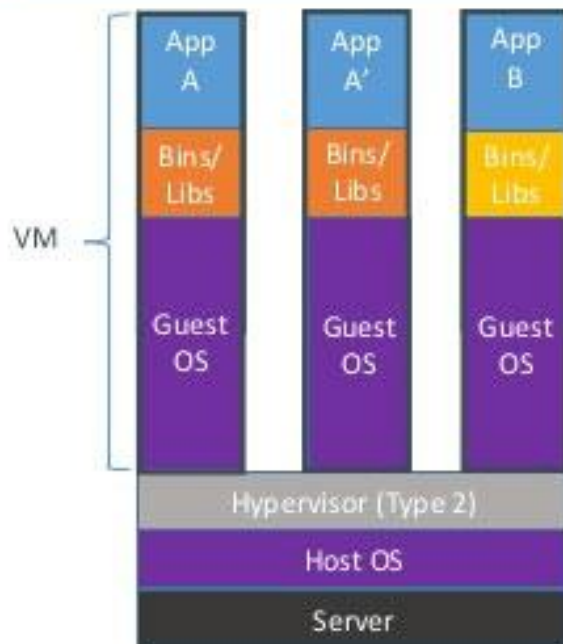 App
A
App
A’
App
B
Bins/
Libs
Bins/
Libs
Bins/
Libs
VM
Guest
OS
Guest
OS
Guest
OS
Hypervisor (Type 2)
Host OS
Server